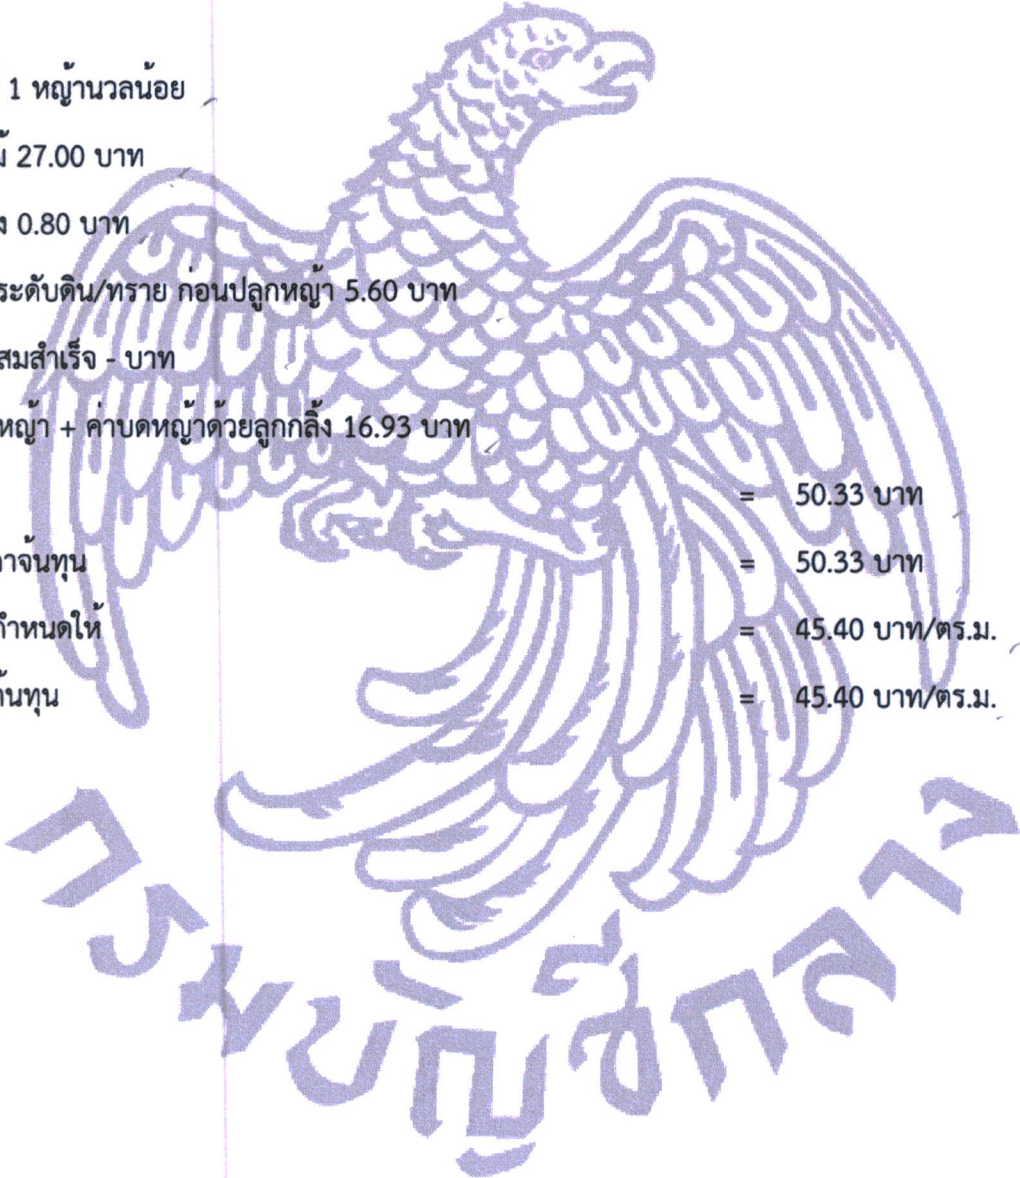 1 หญ้านวลน้อย
27.00 บาท
0.80 บาท
ระดับดิน/ทราย ก่อนปลูกหญ้า 5.60 บาท
สมสำเร็จ - บาท
หญ้า + ค่าบดหญ้าด้วยลูกกลิ้ง 16.93 บาท
= 50.33 บาท
าจ้นทุน = 50.33 บาท
กำหนดให้ = 45.40 บาท/ตร.ม.
้นทุน = 45.40 บาท/ตร.ม.
กรมบัญชีกลาง